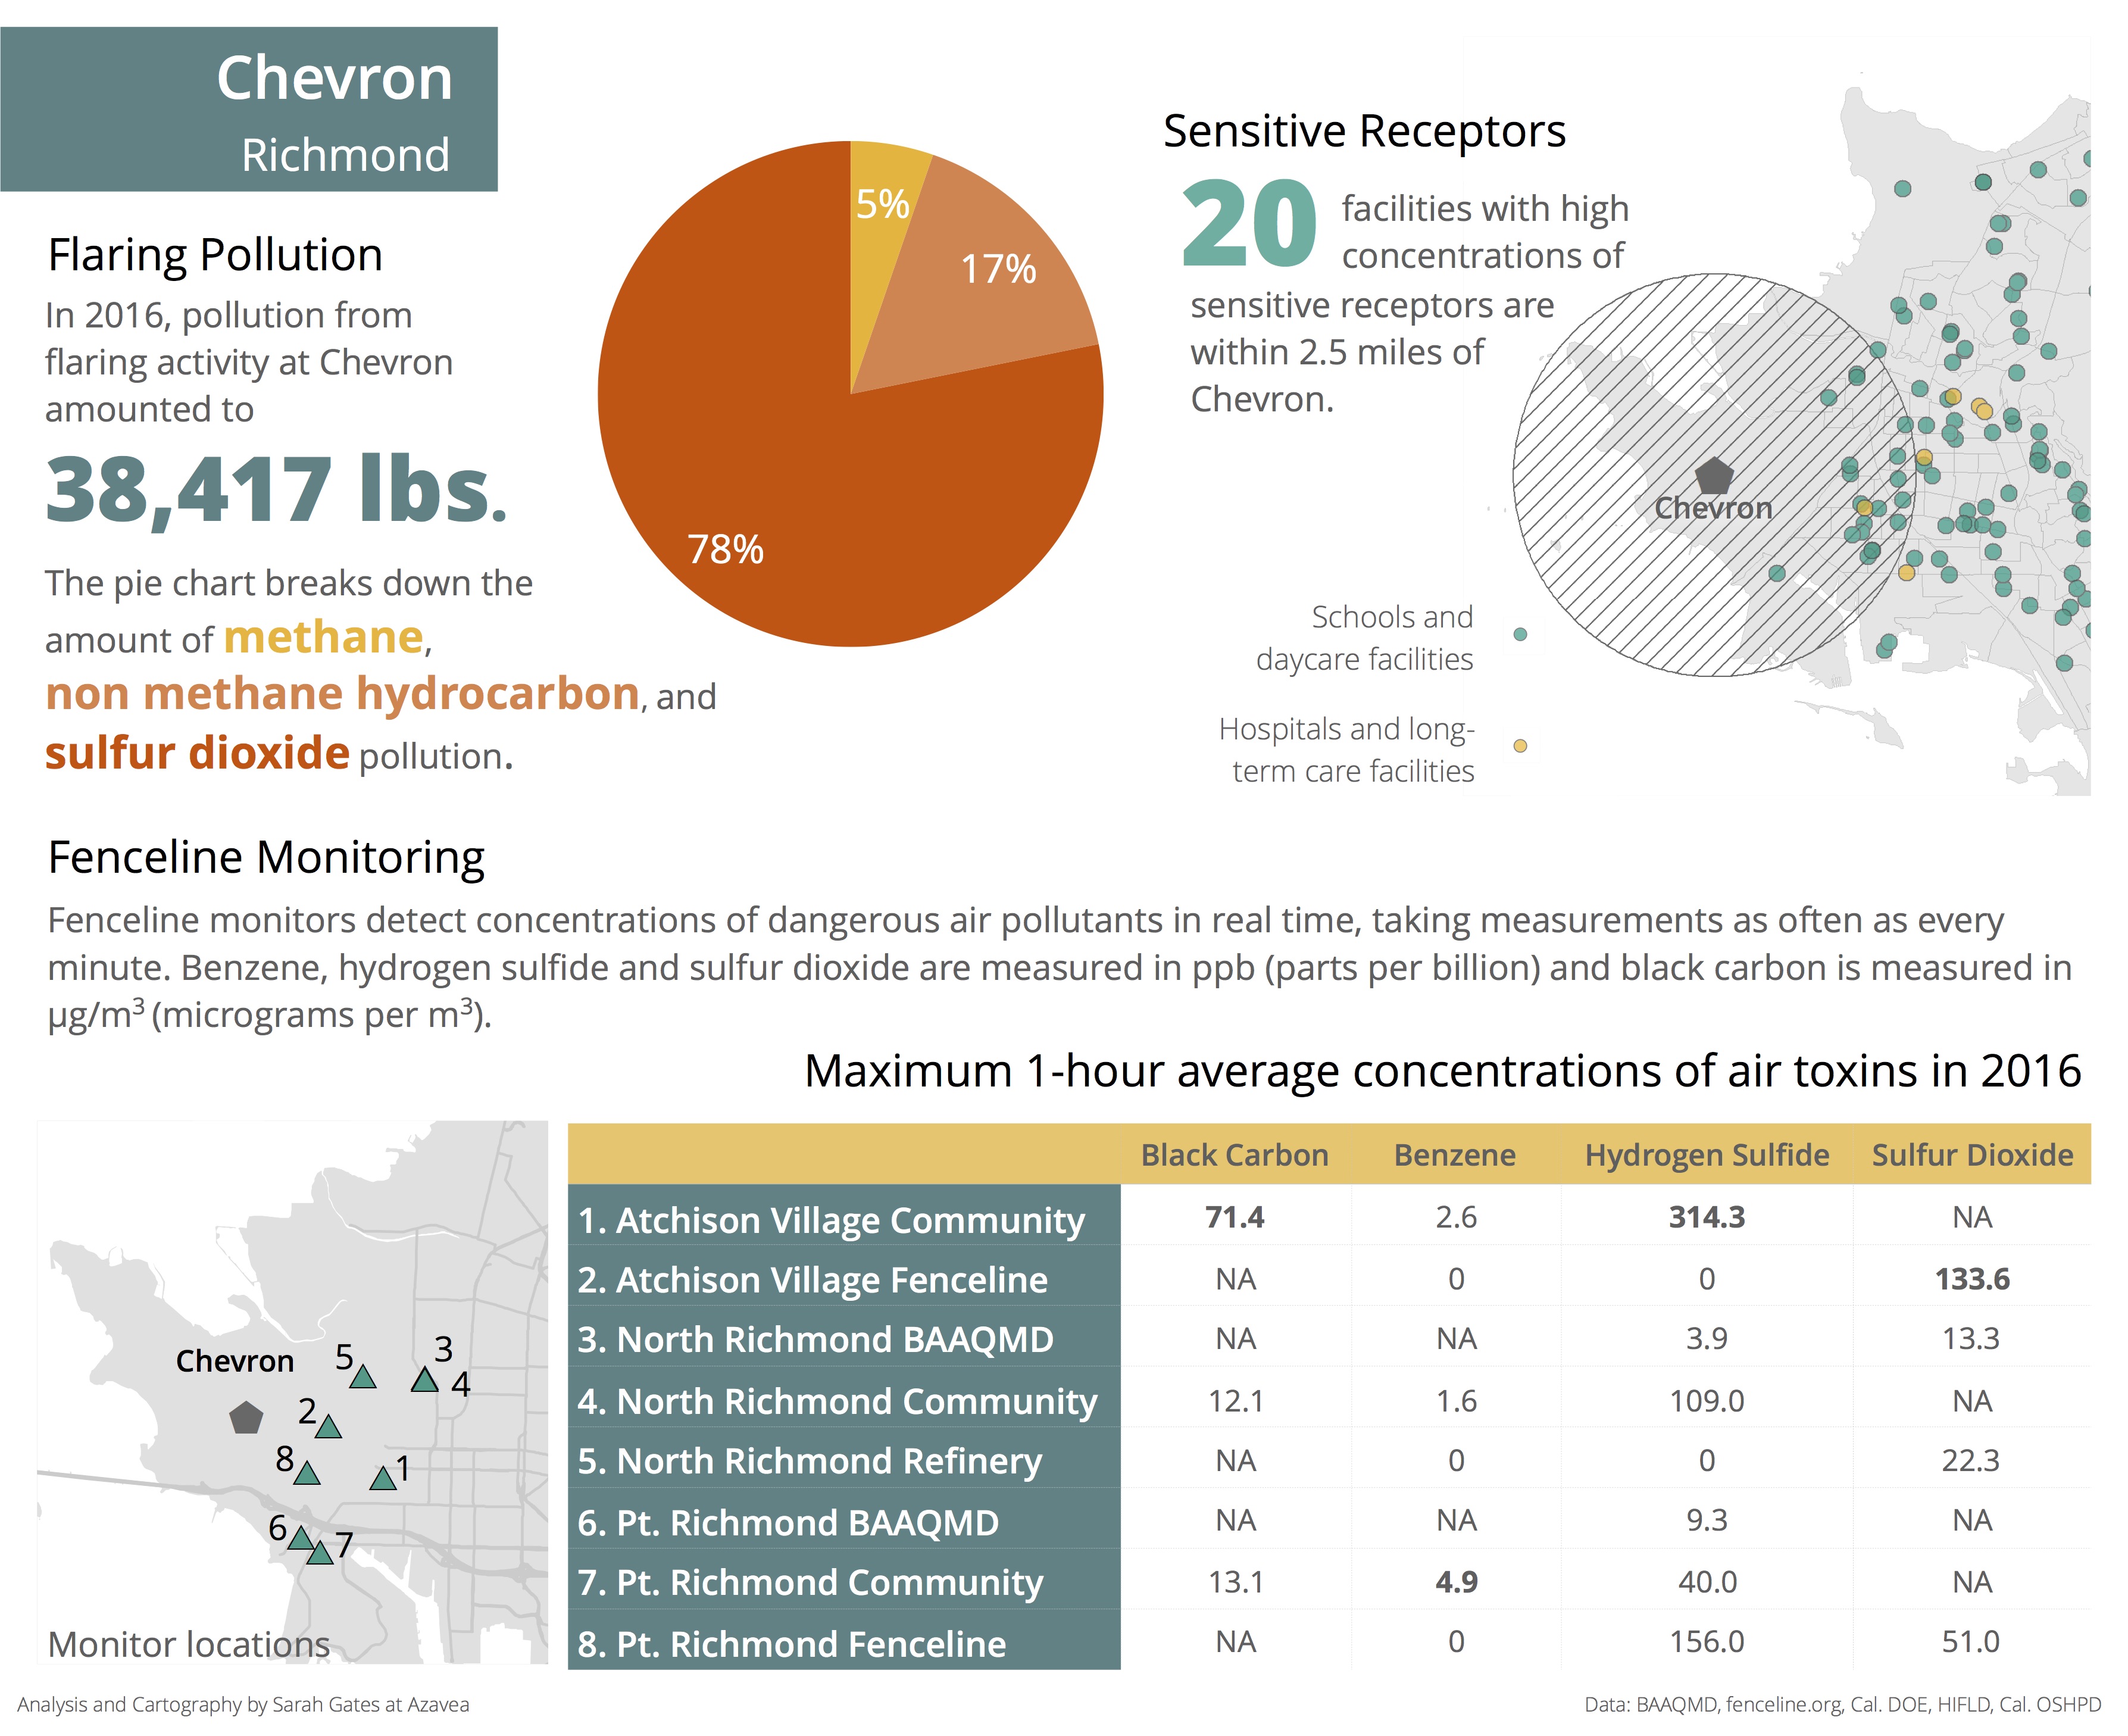 Chevron
Richmond
Flaring Pollution
In 2016, pollution from
flaring activity at Chevron
amounted to
38,417 lbs.
The pie chart breaks down the
amount of methane,
non methane hydrocarbon, and
sulfur dioxide pollution.
5%
17%
78%
Sensitive Receptors
20 facilities with high
concentrations of
sensitive receptors are
within 2.5 miles of
Chevron.
Chevron
Schools and
daycare facilities
Hospitals and long-
term care facilities
Fenceline Monitoring
Fenceline monitors detect concentrations of dangerous air pollutants in real time, taking measurements as often as every
minute. Benzene, hydrogen sulfide and sulfur dioxide are measured in ppb (parts per billion) and black carbon is measured in
µg/m³ (micrograms per m³).
Maximum 1-hour average concentrations of air toxins in 2016
Chevron
5
3
4
2
8
1
6
7
Monitor locations
Black Carbon Benzene Hydrogen Sulfide Sulfur Dioxide
1. Atchison Village Community 71.4 2.6 314.3 NA
2. Atchison Village Fenceline NA 0 0 133.6
3. North Richmond BAAQMD NA NA 3.9 13.3
4. North Richmond Community 12.1 1.6 109.0 NA
5. North Richmond Refinery NA 0 0 22.3
6. Pt. Richmond BAAQMD NA NA 9.3 NA
7. Pt. Richmond Community 13.1 4.9 40.0 NA
8. Pt. Richmond Fenceline NA 0 156.0 51.0
Analysis and Cartography by Sarah Gates at Azavea
Data: BAAQMD, fenceline.org, Cal. DOE, HIFLD, Cal. OSHPD